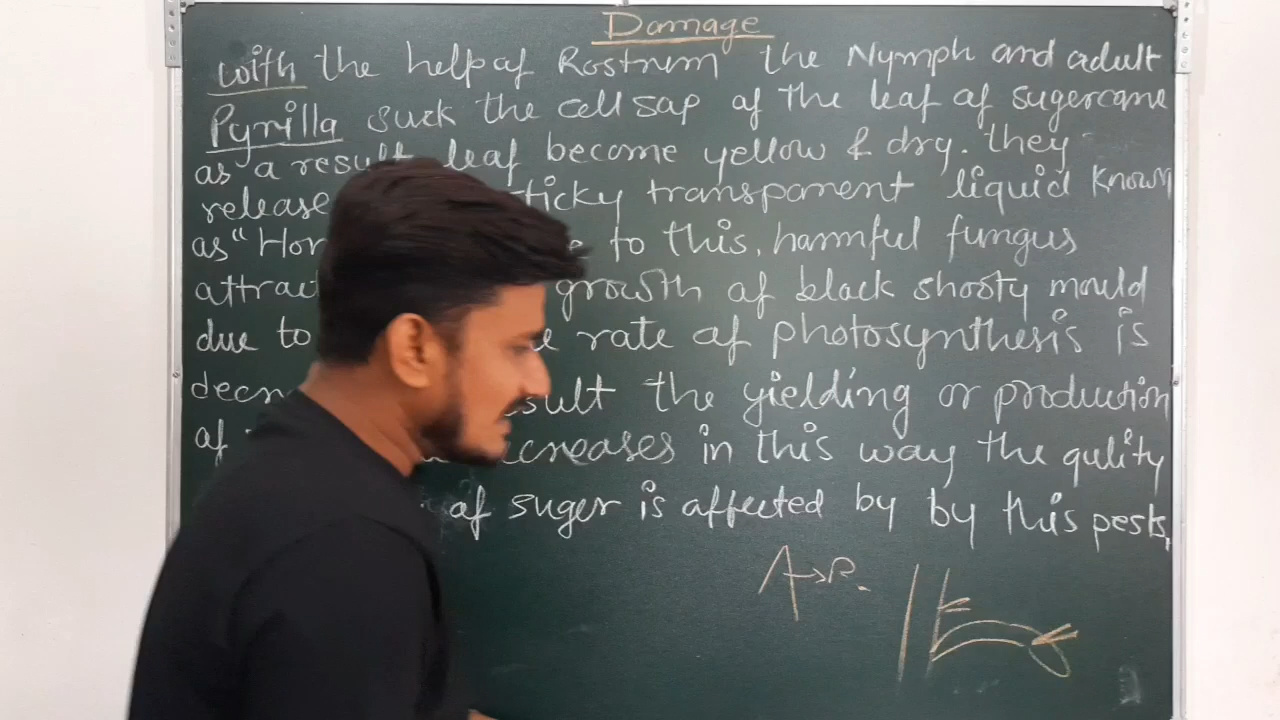 Damage
with the help of Rostrum the Nymph and adult
Pyrilla suck the cell sap of the leaf of sugercane
as a result leaf become yellow & dry. they
release sticky transparent liquid known
as "Hon to this, harmful fungus
attrac growth of black shooty mould
due to rate of photosynthesis is
decr sult the yielding or production
of creases in this way the qulity
of suger is affected by by this pests,